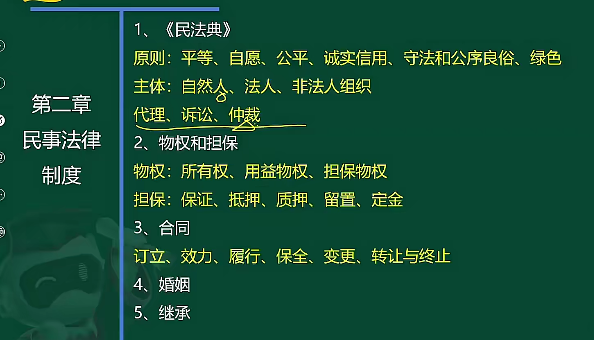 第二章
民事法律
制度
1、《民法典》
原则：平等、自愿、公平、诚实信用、守法和公序良俗、绿色
主体：自然人、法人、非法人组织
代理、诉讼、仲裁
2、物权和担保
物权：所有权、用益物权、担保物权
担保：保证、抵押、质押、留置、定金
3、合同
订立、效力、履行、保全、变更、转让与终止
4、婚姻
5、继承